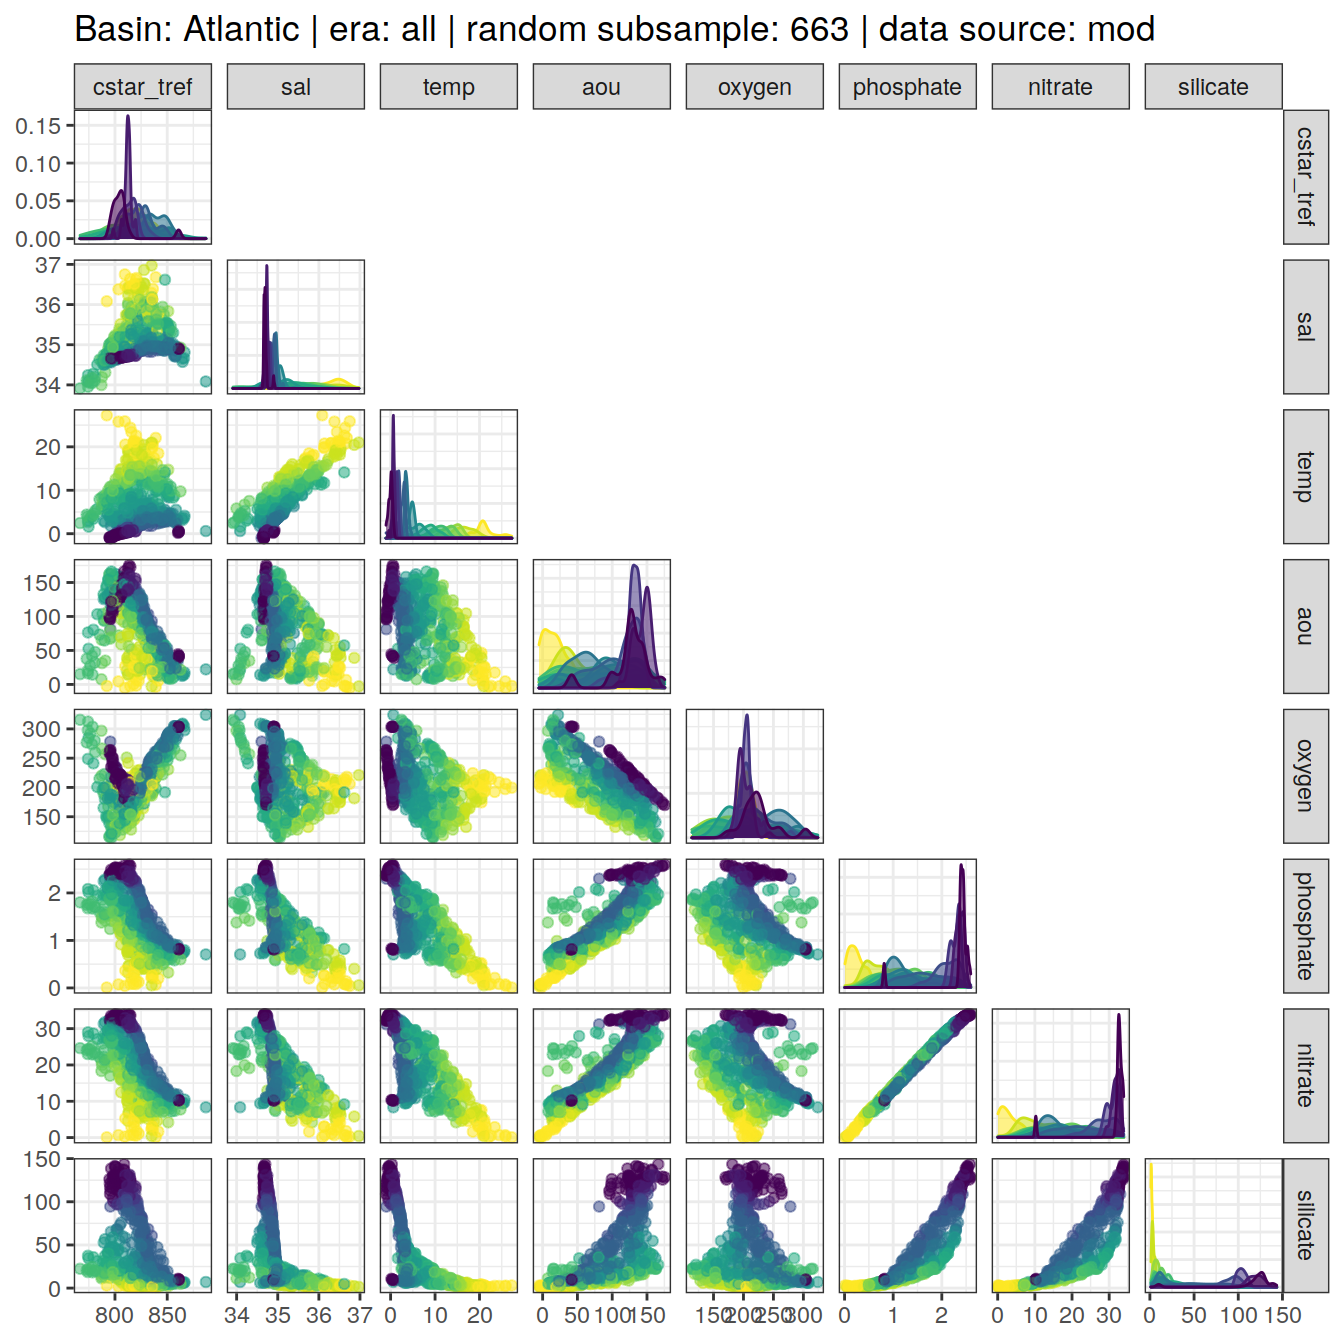 Basin: Atlantic | era: all | random subsample: 663 | data source: mod
cstar_tref sal temp aou oxygen phosphate nitrate silicate
0.15
0.10
0.05
0.00
cstar_tref
37
36
35
34
sal
20
10
0
temp
150
100
50
0
aou
300
250
200
150
oxygen
2
1
0
phosphate
30
20
10
0
nitrate
150
100
50
0
silicate
800 850 34 35 36 37 0 10 20 0 50 100 150 150 200 250 300 0 1 2 0 10 20 30 0 50 100 150